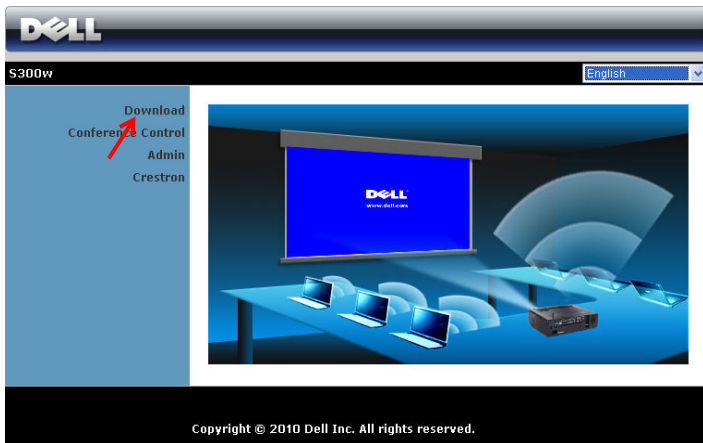 DELL
S300w
English
Download
Conference Control
Admin
Crestron
DELL
www.dell.com
Copyright © 2010 Dell Inc. All rights reserved.